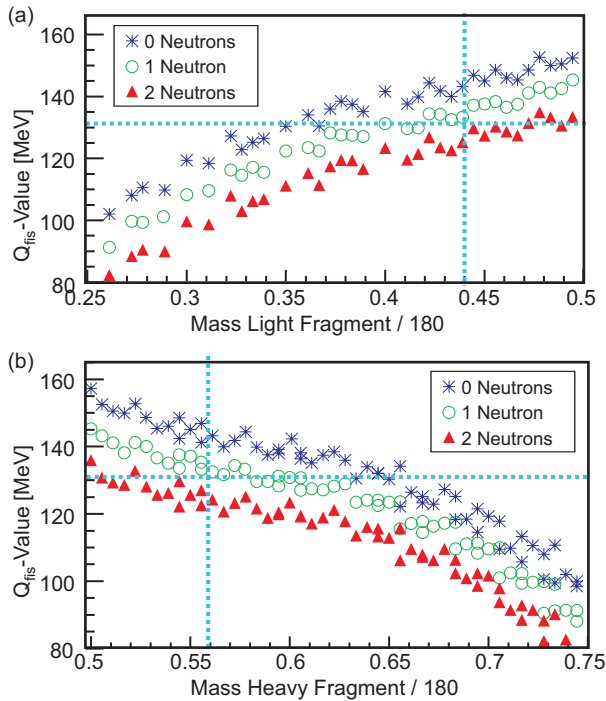 (a)
160
140
120
100
80
Q_fis-Value [MeV]
0 Neutrons
1 Neutron
2 Neutrons
0.25 0.3 0.35 0.4 0.45 0.5
Mass Light Fragment / 180
(b)
160
140
120
100
80
Q_fis-Value [MeV]
0 Neutrons
1 Neutron
2 Neutrons
0.5 0.55 0.6 0.65 0.7 0.75
Mass Heavy Fragment / 180